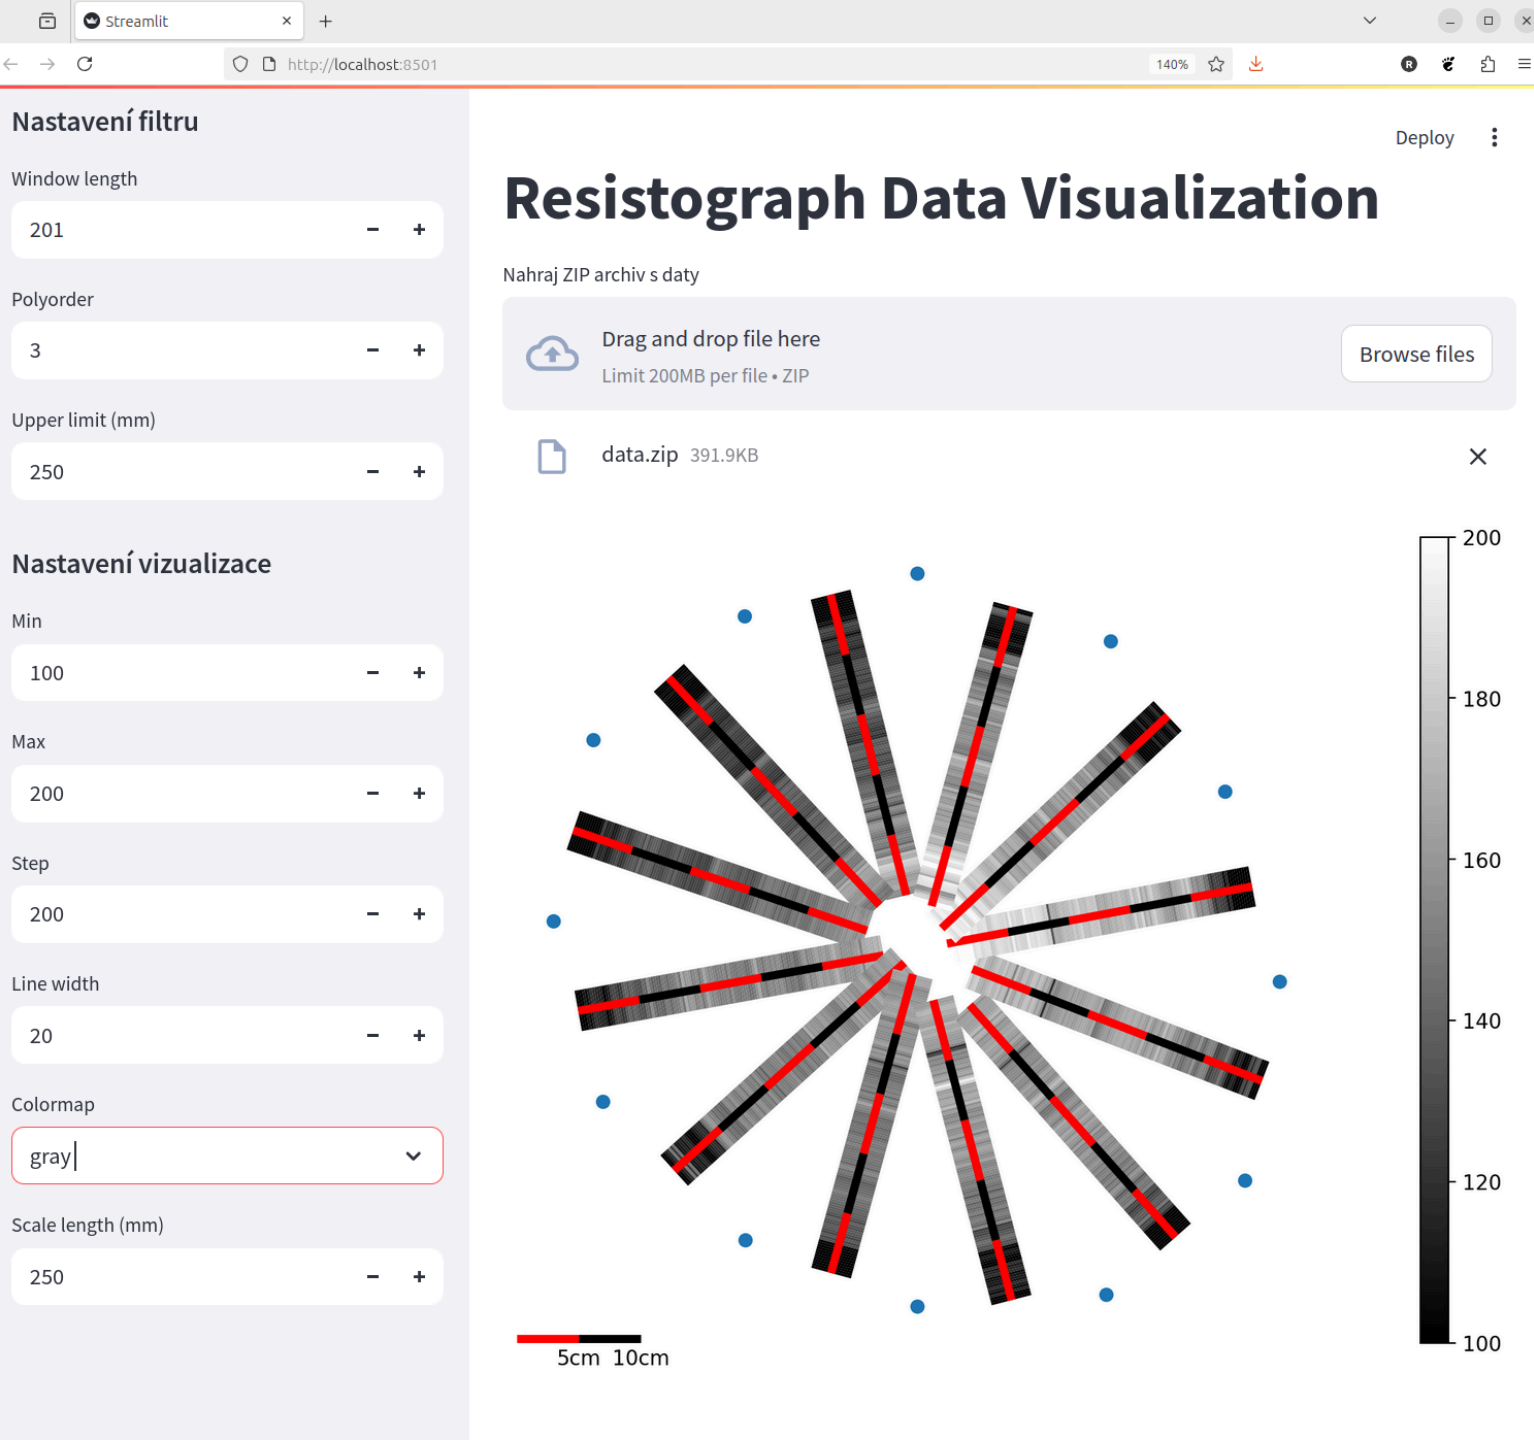 Streamlit
http://localhost:8501
140%
R
Nastavení filtru
Window length
201
Polyorder
3
Upper limit (mm)
250
Nastavení vizualizace
Min
100
Max
200
Step
200
Line width
20
Colormap
gray
Scale length (mm)
250
Deploy
Resistograph Data Visualization
Nahraj ZIP archiv s daty
Drag and drop file here
Limit 200MB per file • ZIP
Browse files
data.zip 391.9KB
200
180
160
140
120
100
5cm 10cm